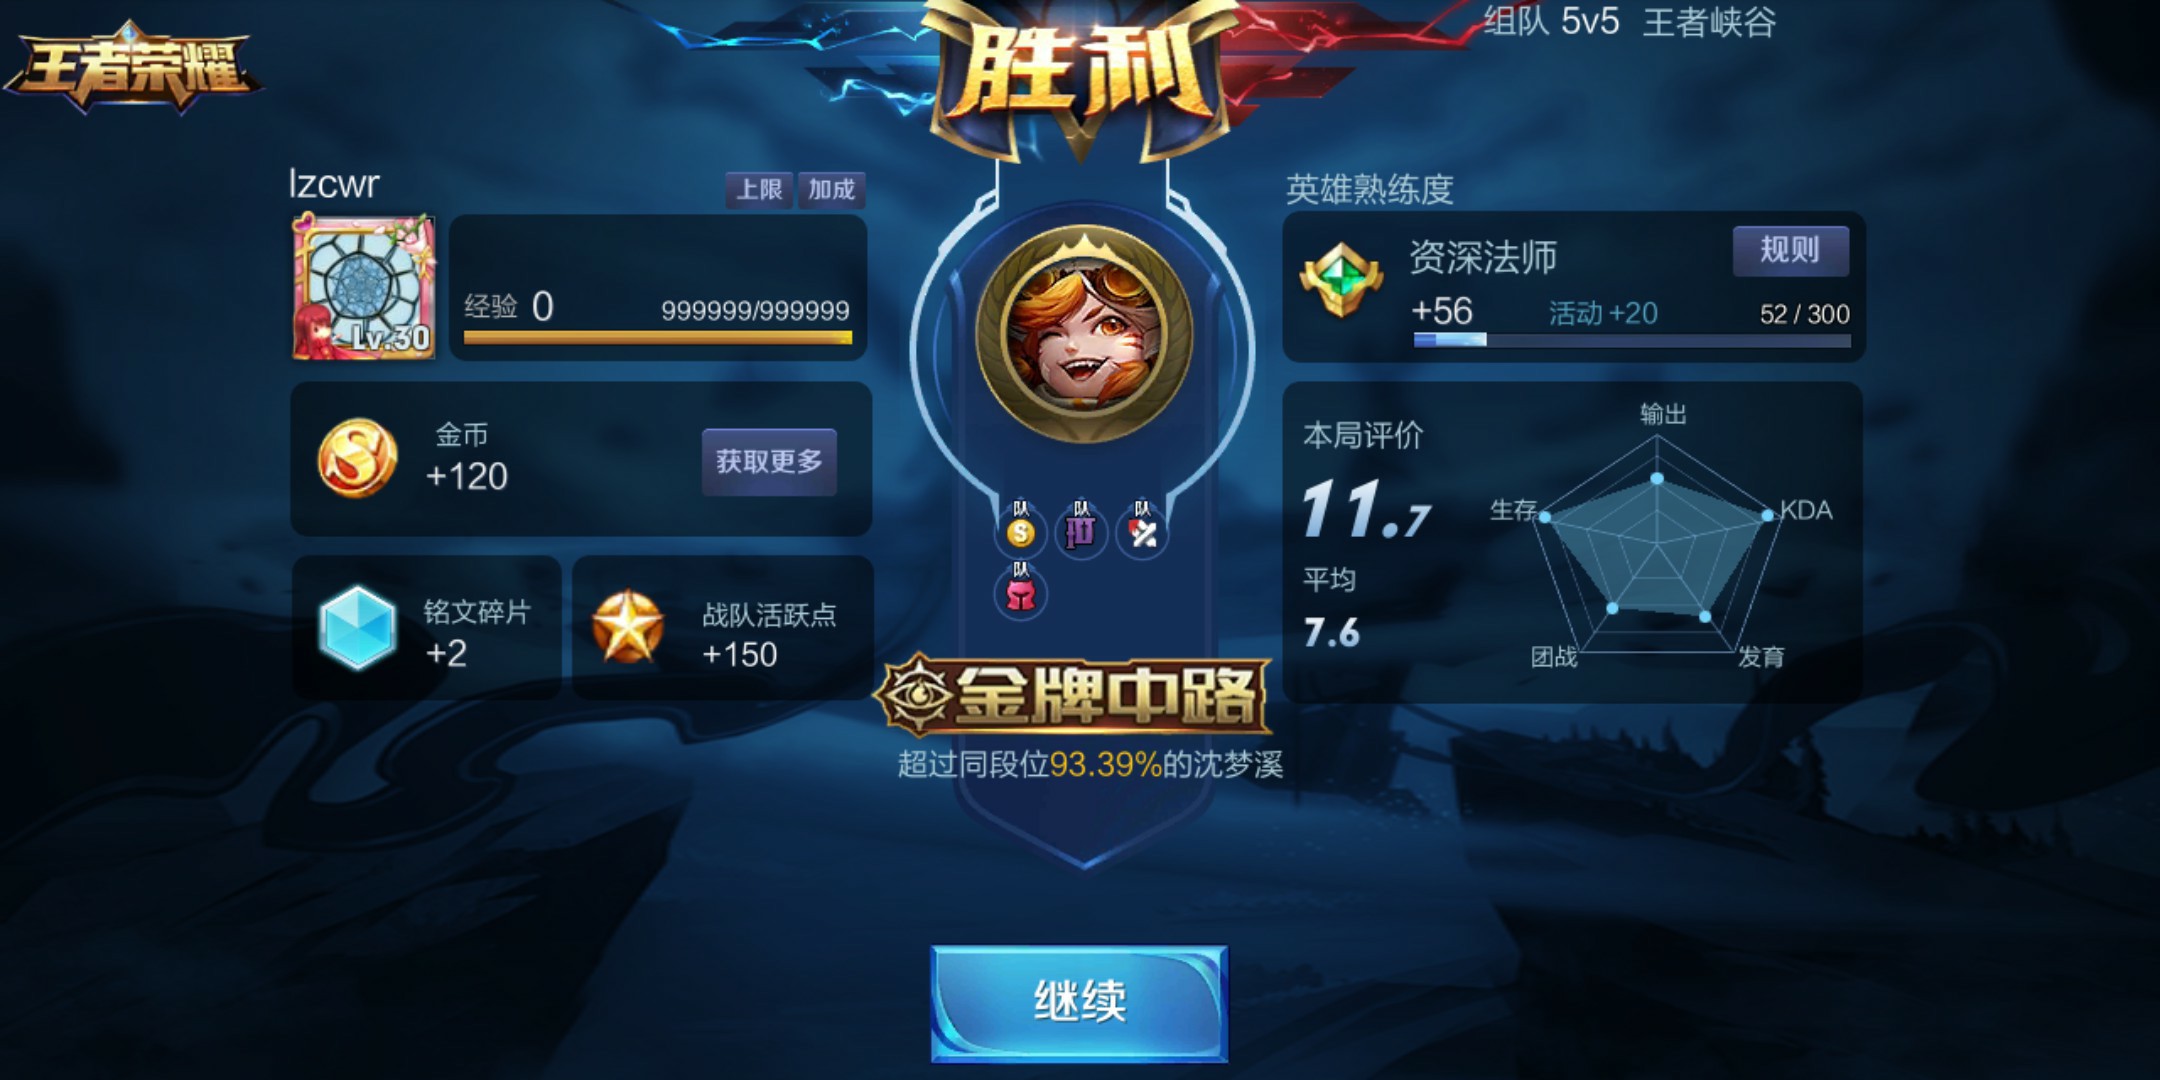 王者荣耀
胜利
组队 5v5 王者峡谷
lzcwr
上限 加成
Lv.30
经验 0 999999/999999
金币
+120
获取更多
铭文碎片
+2
战队活跃点
+150
队 队 队
队
金牌中路
超过同段位93.39%的沈梦溪
继续
英雄熟练度
资深法师
规则
+56 活动 +20 52 / 300
本局评价
11.7
平均
7.6
输出
生存 KDA
团战 发育